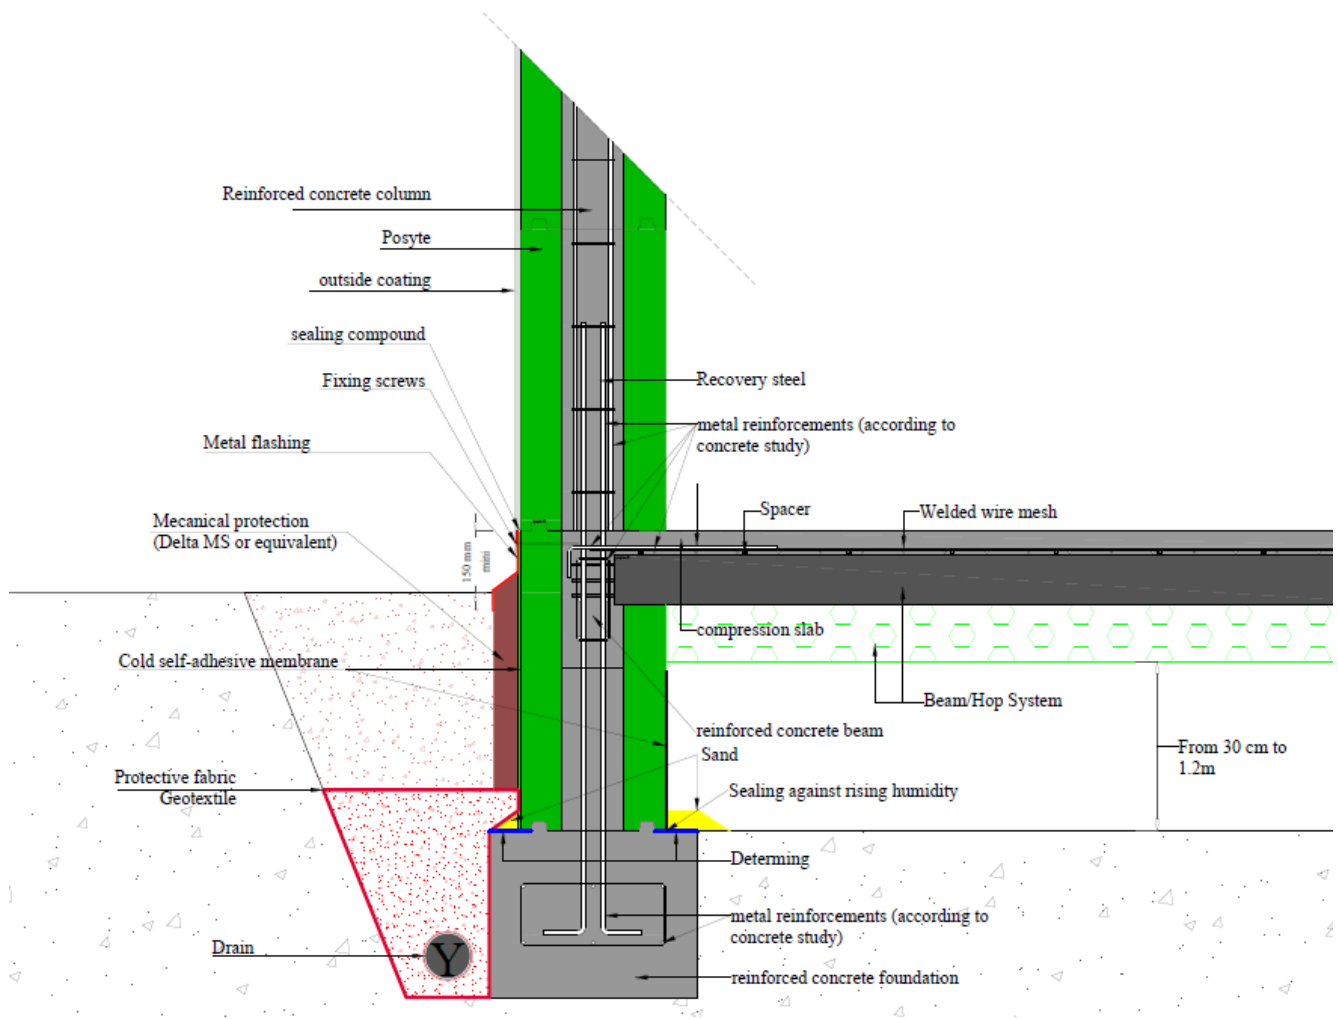 Reinforced concrete column
Posyte
outside coating
sealing compound
Fixing screws
Recovery steel
metal reinforcements (according to
concrete study)
Metal flashing
Spacer
Welded wire mesh
Mecanical protection
(Delta MS or equivalent)
150 mm
mini
compression slab
Cold self-adhesive membrane
Beam/Hop System
reinforced concrete beam
Sand
From 30 cm to
1.2m
Protective fabric
Geotextile
Sealing against rising humidity
Determing
metal reinforcements (according to
concrete study)
Drain
Y
reinforced concrete foundation